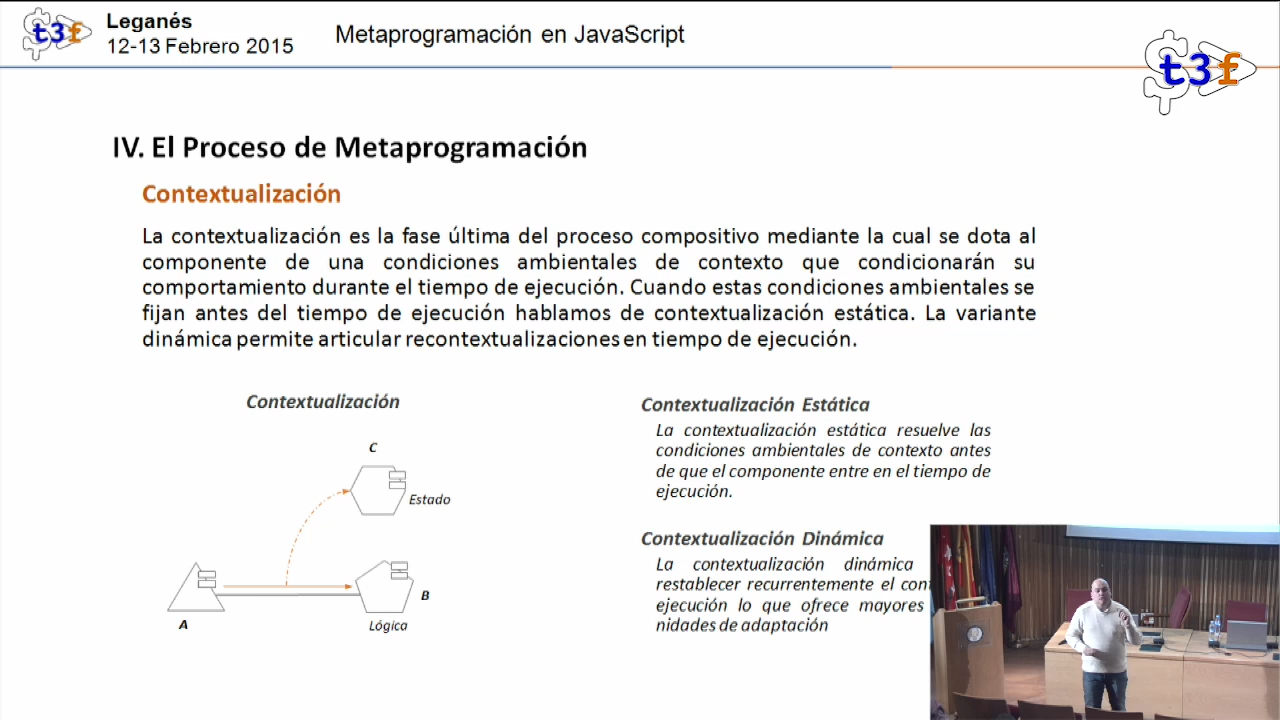 t3f
Leganés
12-13 Febrero 2015
Metaprogramación en JavaScript
t3f
IV. El Proceso de Metaprogramación
Contextualización
La contextualización es la fase última del proceso compositivo mediante la cual se dota al
componente de una condiciones ambientales de contexto que condicionarán su
comportamiento durante el tiempo de ejecución. Cuando estas condiciones ambientales se
fijan antes del tiempo de ejecución hablamos de contextualización estática. La variante
dinámica permite articular recontextualizaciones en tiempo de ejecución.
Contextualización
C
Estado
A
B
Lógica
Contextualización Estática
La contextualización estática resuelve las
condiciones ambientales de contexto antes
de que el componente entre en el tiempo de
ejecución.
Contextualización Dinámica
La contextualización dinámica
restablecer recurrentemente el con
ejecución lo que ofrece mayores
nidades de adaptación